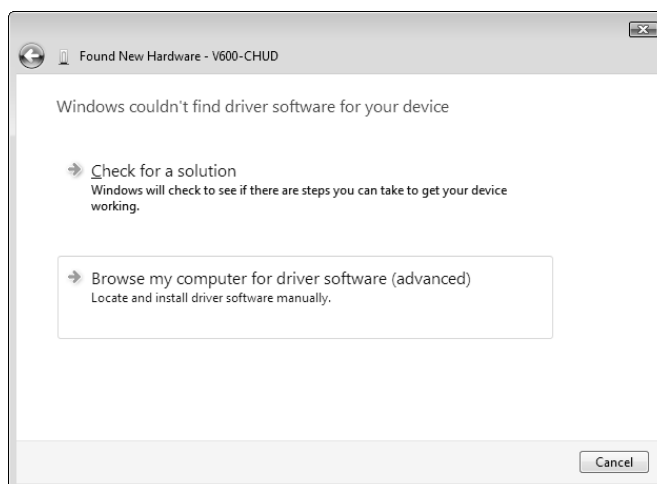 Found New Hardware - V600-CHUD
Windows couldn't find driver software for your device
Check for a solution
Windows will check to see if there are steps you can take to get your device
working.
Browse my computer for driver software (advanced)
Locate and install driver software manually.
Cancel